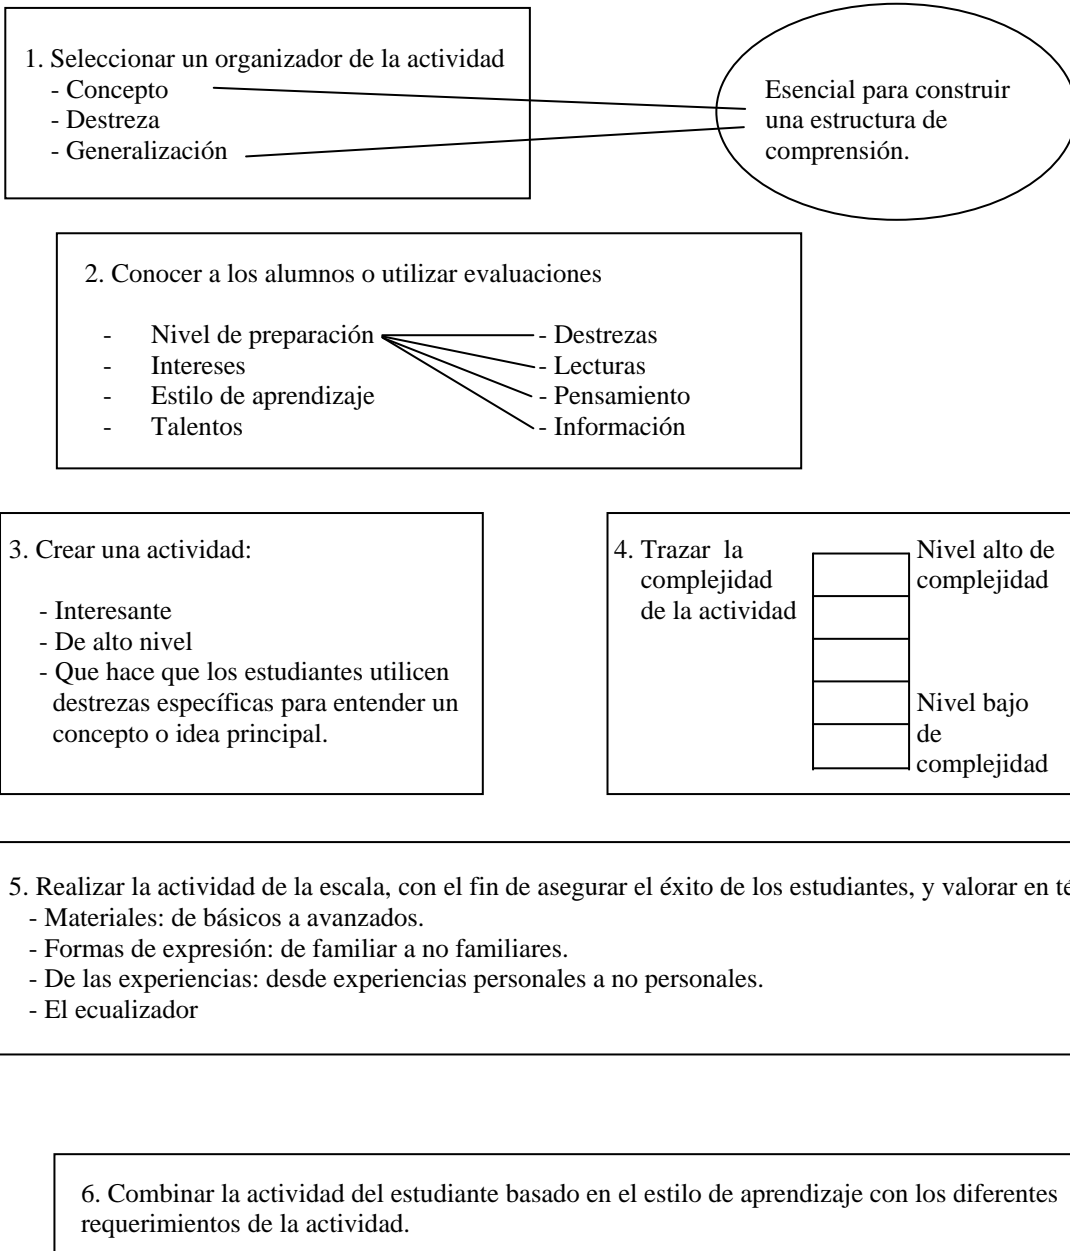 1. Seleccionar un organizador de la actividad
- Concepto
- Destreza
- Generalización
Esencial para construir
una estructura de
comprensión.
2. Conocer a los alumnos o utilizar evaluaciones
- Nivel de preparación
- Intereses
- Estilo de aprendizaje
- Talentos
- Destrezas
- Lecturas
- Pensamiento
- Información
3. Crear una actividad:
- Interesante
- De alto nivel
- Que hace que los estudiantes utilicen
destrezas específicas para entender un
concepto o idea principal.
4. Trazar la
complejidad
de la actividad
Nivel alto de
complejidad
Nivel bajo
de
complejidad
5. Realizar la actividad de la escala, con el fin de asegurar el éxito de los estudiantes, y valorar en
- Materiales: de básicos a avanzados.
- Formas de expresión: de familiar a no familiares.
- De las experiencias: desde experiencias personales a no personales.
- El ecualizador
6. Combinar la actividad del estudiante basado en el estilo de aprendizaje con los diferentes
requerimientos de la actividad.